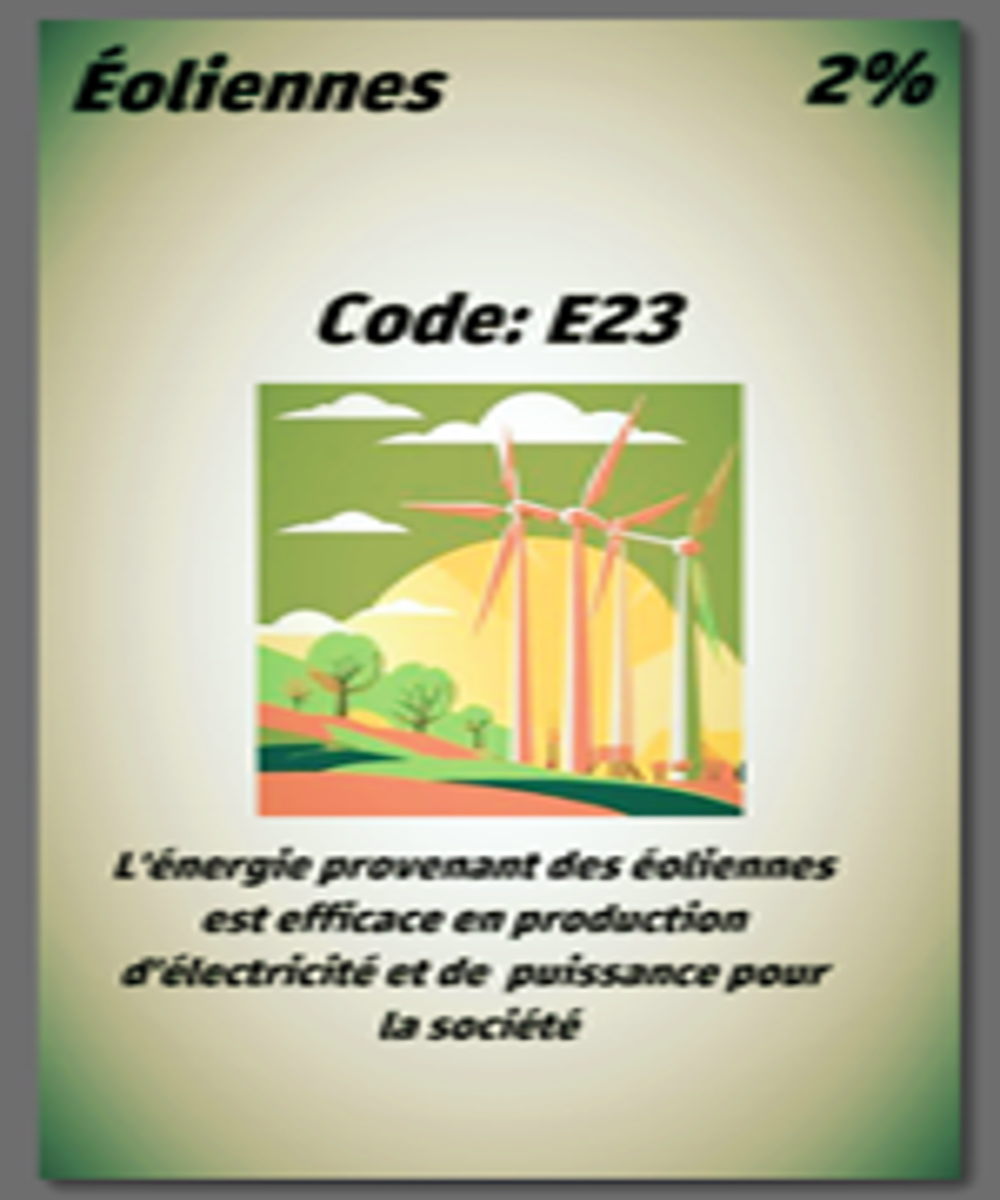 Éoliennes 2%
Code: E23
L'énergie provenant des éoliennes
est efficace en production
d'électricité et de puissance pour
la société